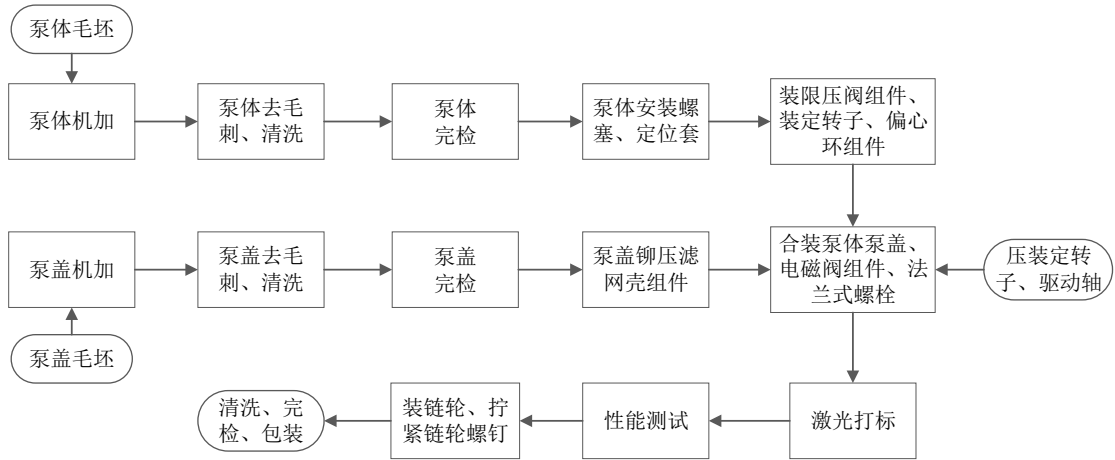 泵体毛坯
泵体机加
泵体去毛
刺、清洗
泵体
完检
泵体安装螺
塞、定位套
装限压阀组件、
装定转子、偏心
环组件
泵盖机加
泵盖去毛
刺、清洗
泵盖
完检
泵盖铆压滤
网壳组件
合装泵体泵盖、
电磁阀组件、法
兰式螺栓
压装定转
子、驱动轴
泵盖毛坯
清洗、完
检、包装
装链轮、拧
紧链轮螺钉
性能测试
激光打标